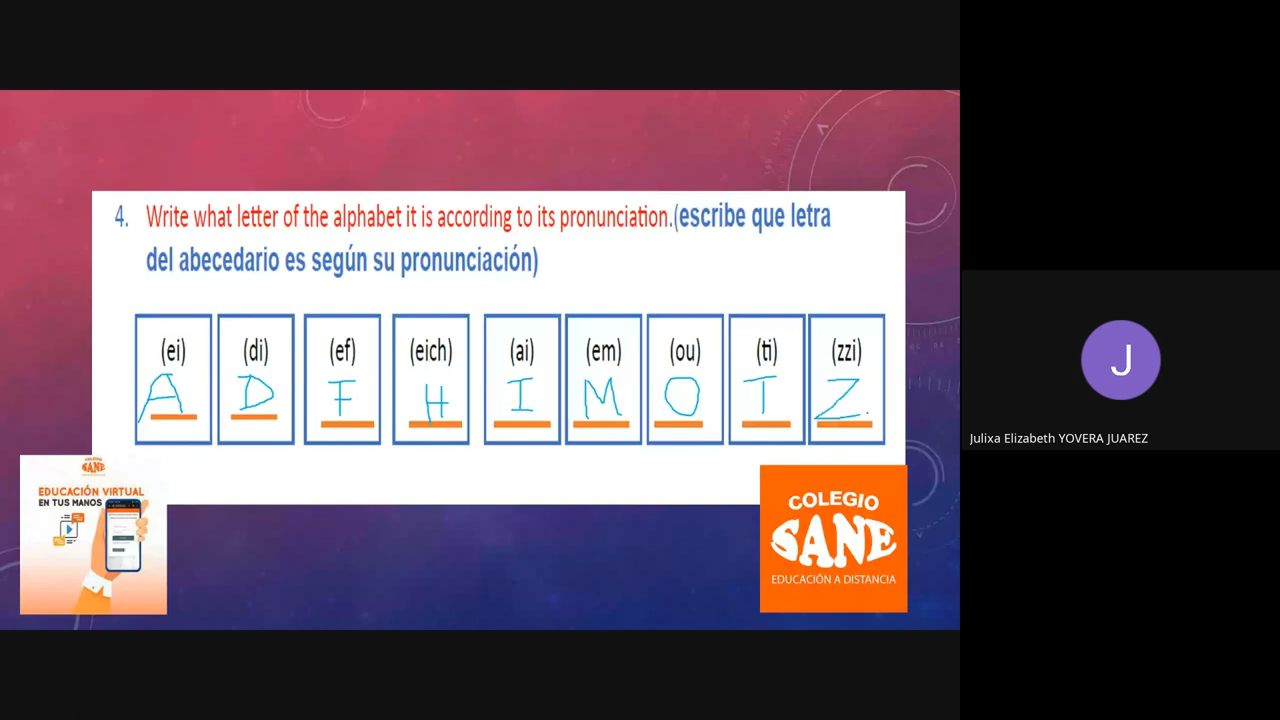 4. Write what letter of the alphabet it is according to its pronunciation.(escribe que letra
del abecedario es según su pronunciación)
(ei) (di) (ef) (eich) (ai) (em) (ou) (ti) (zzi)
A D F H I M O T Z.
COLEGIO
SANE
EDUCACIÓN VIRTUAL
EN TUS MANOS
COLEGIO
SANE
EDUCACIÓN A DISTANCIA
J
Julixa Elizabeth YOVERA JUAREZ